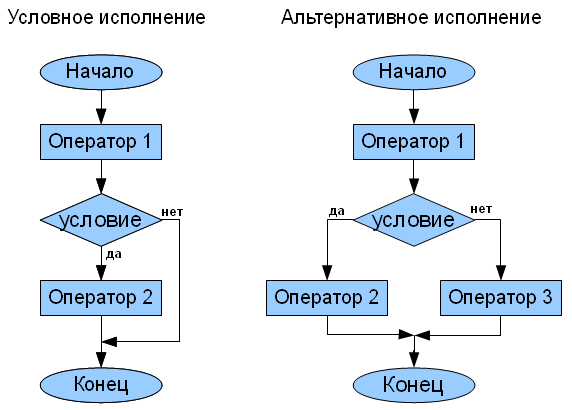 Условное исполнение
Начало
Оператор 1
условие
нет
да
Оператор 2
Конец
Альтернативное исполнение
Начало
Оператор 1
да
условие
нет
Оператор 2
Оператор 3
Конец